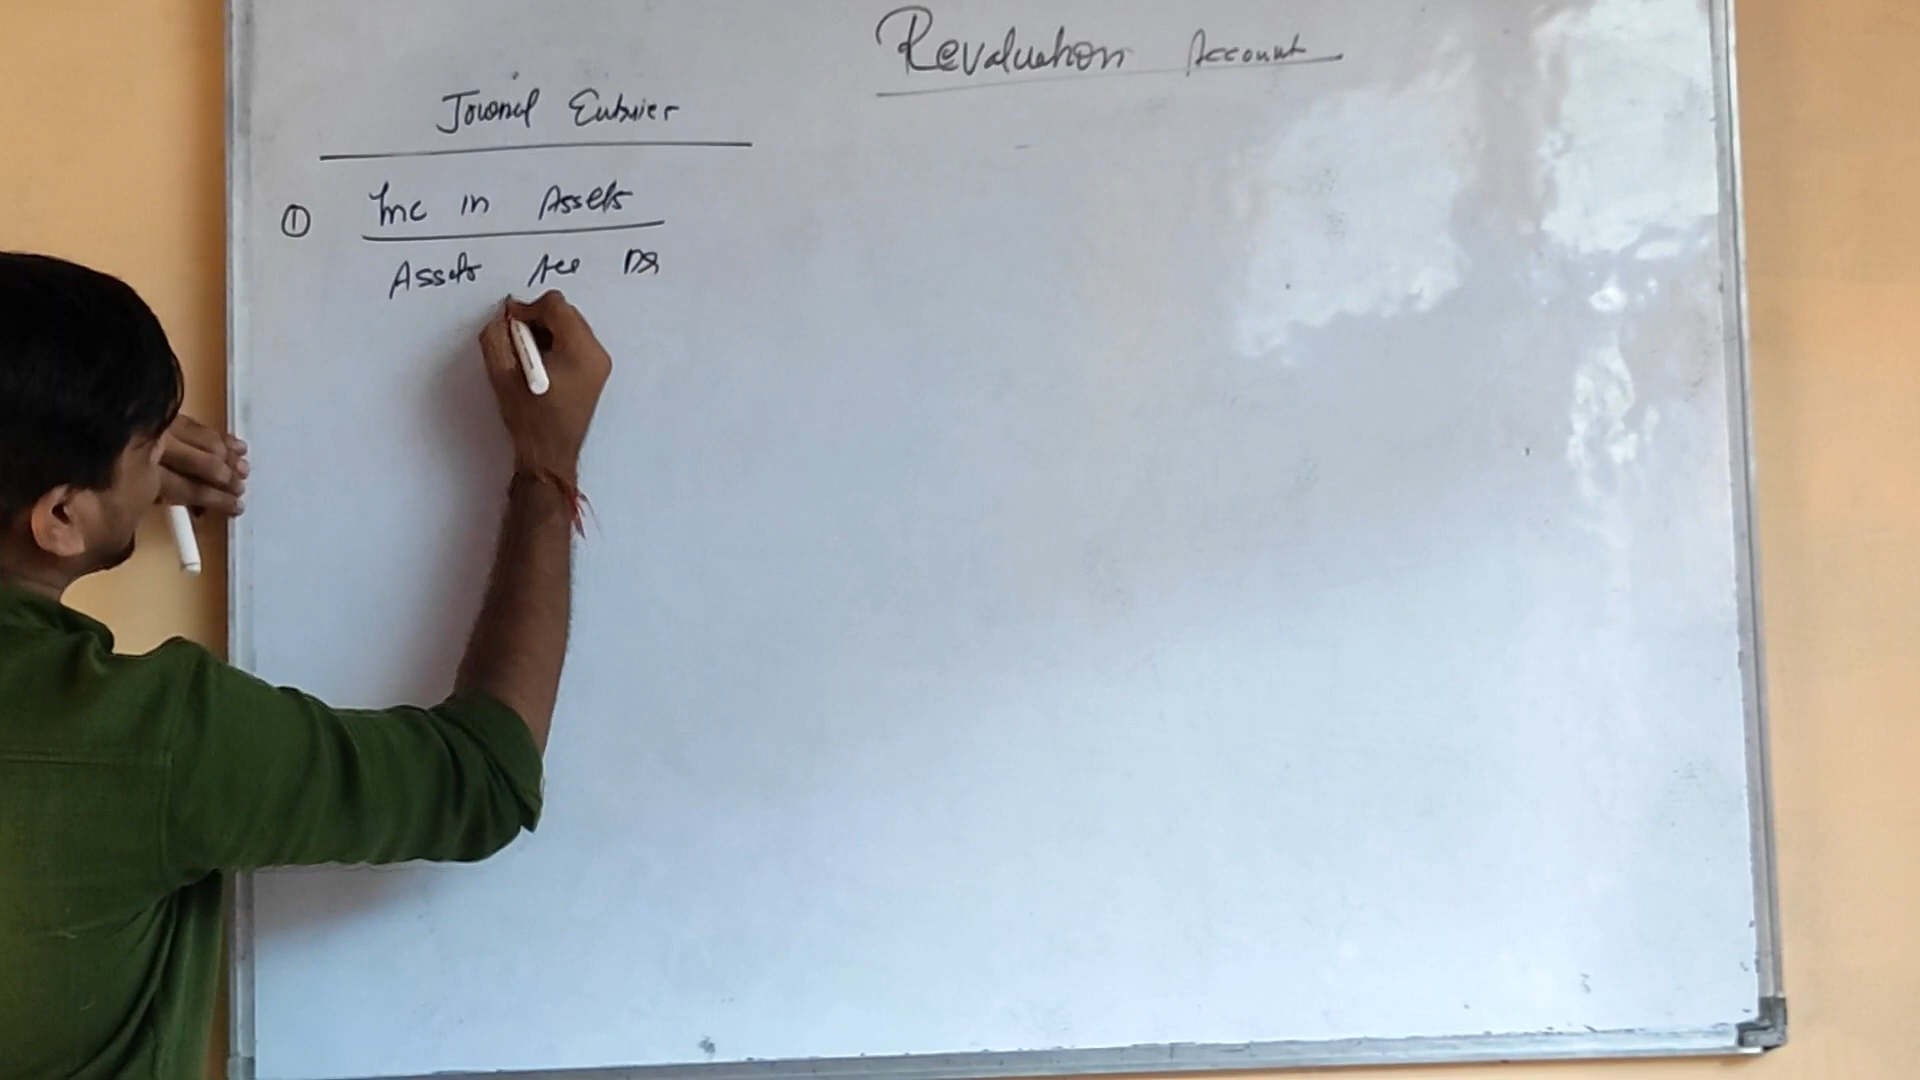 Revaluation Account
Journal Entries
① Inc in Assets
Assets Acc Dr